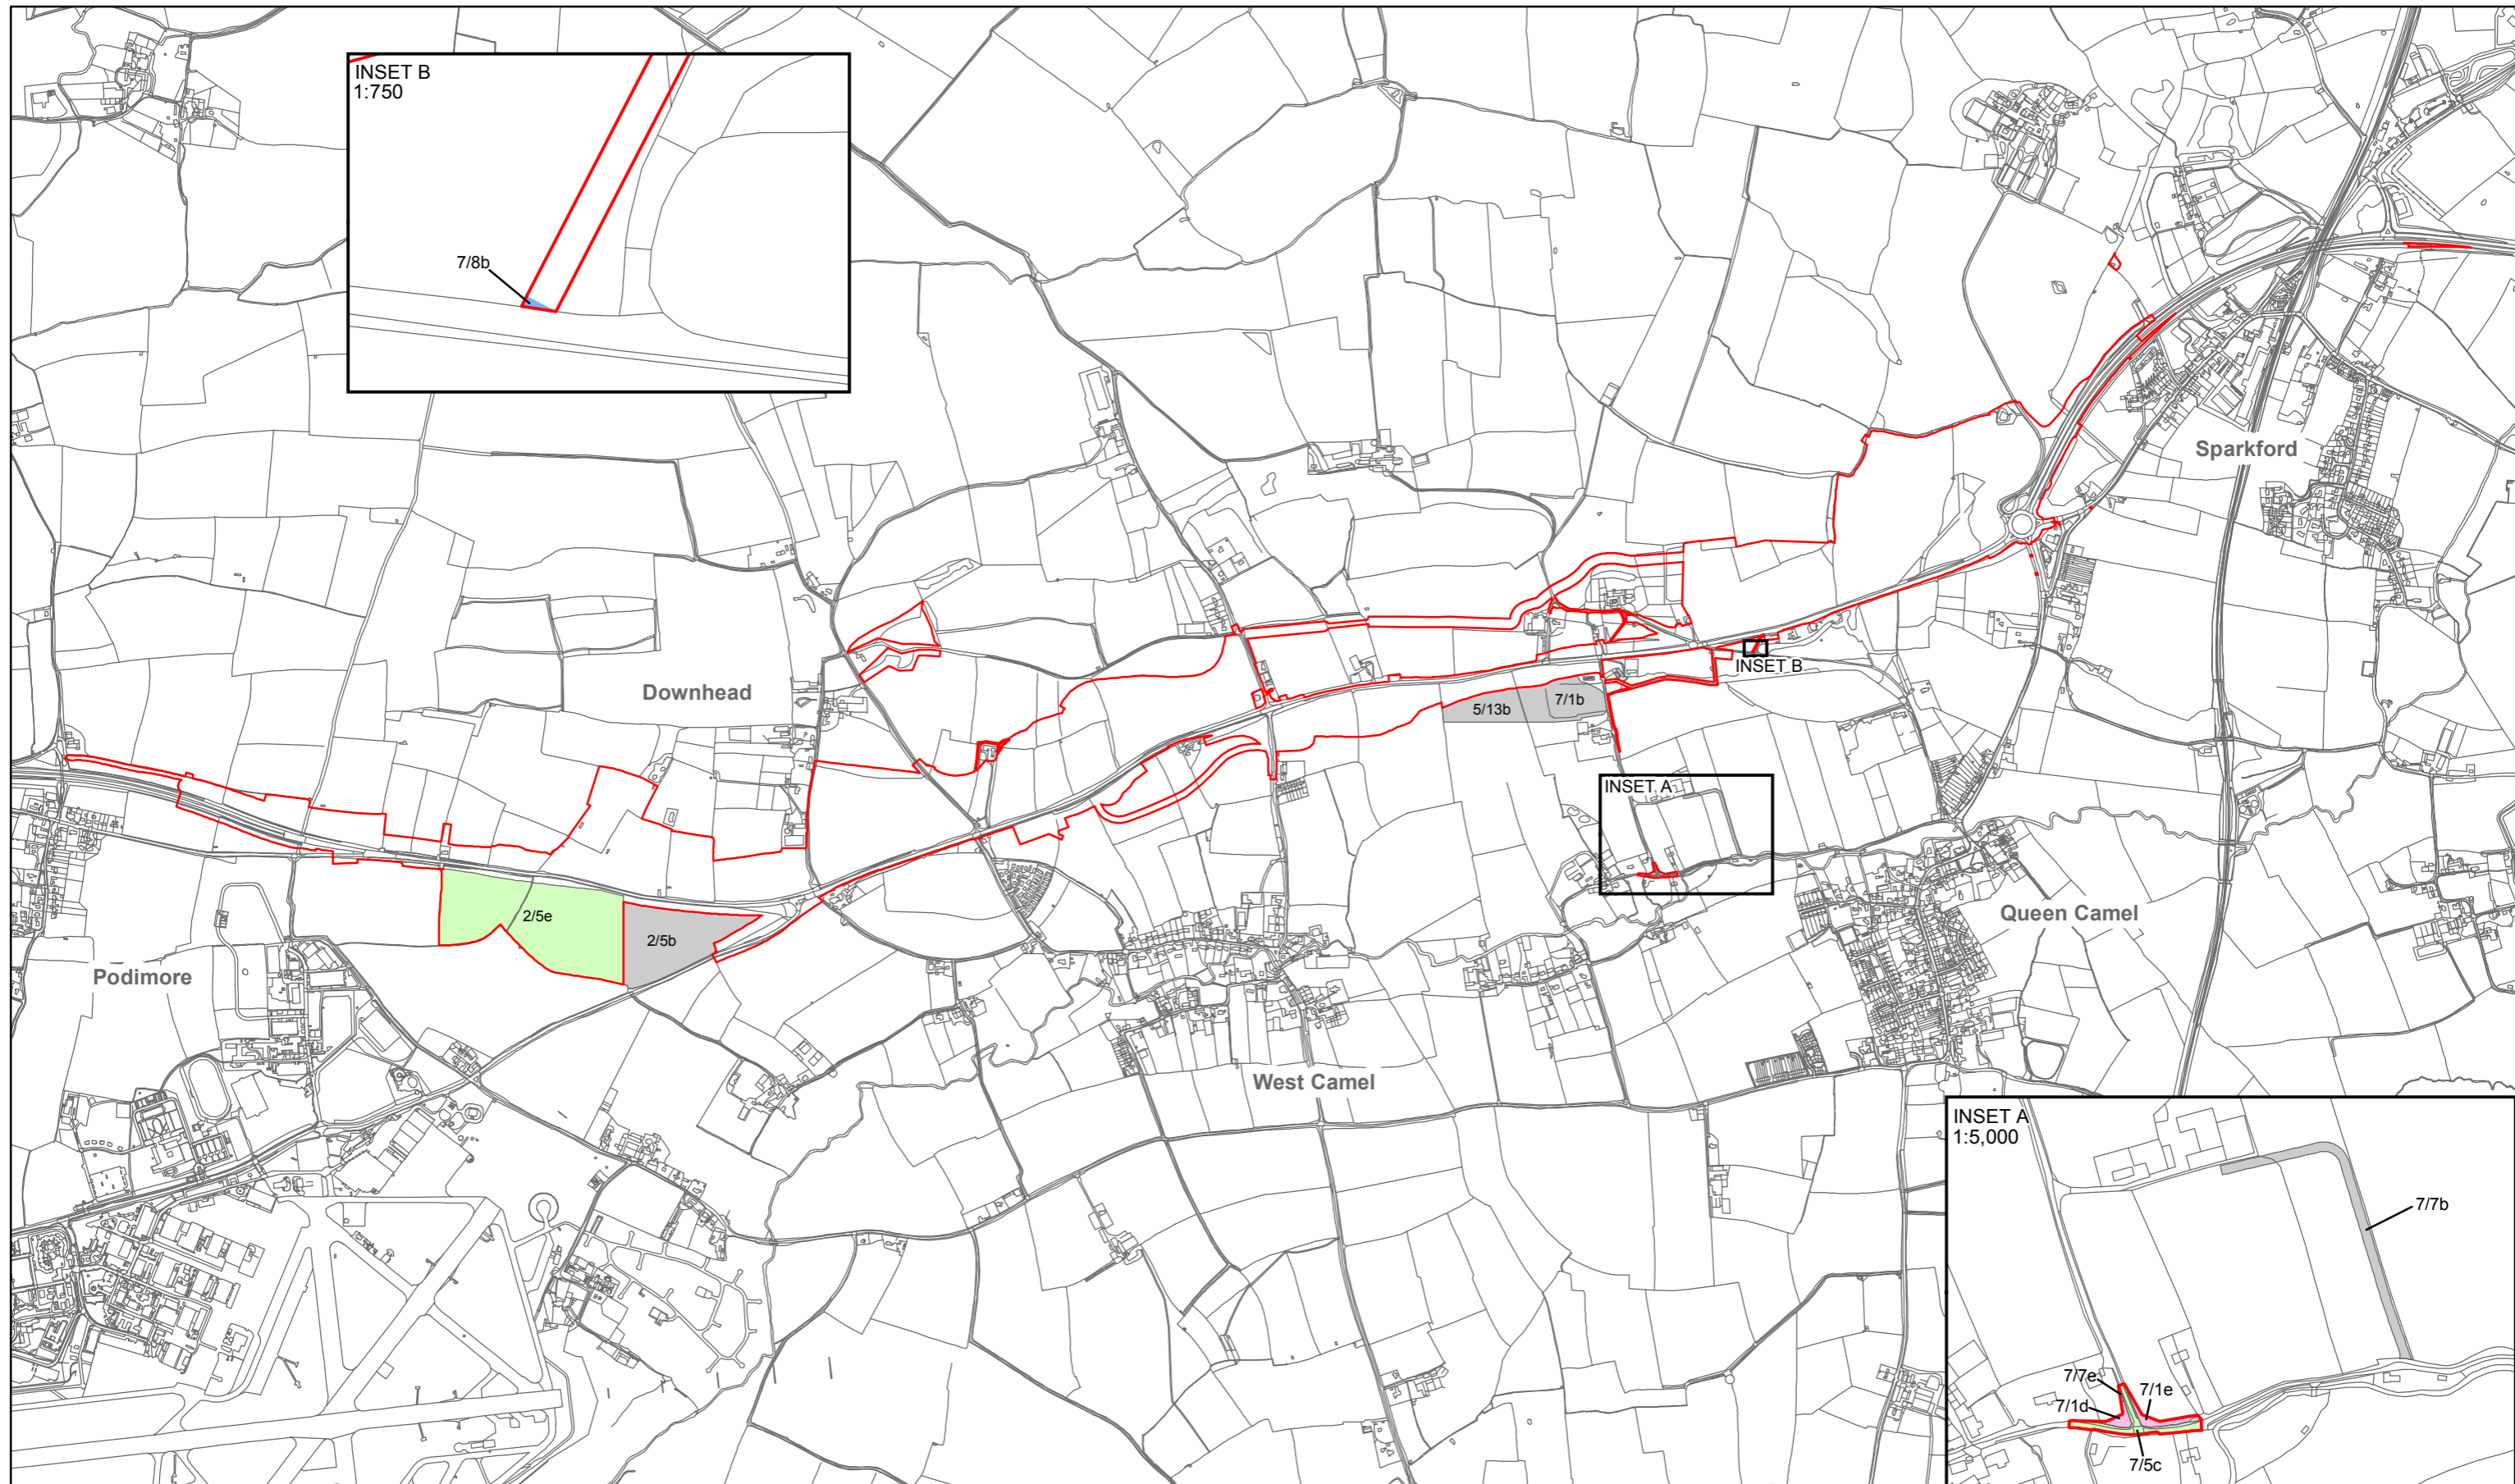 INSET B
1:750
7/8b
Sparkford
INSET B
Downhead
5/13b
7/1b
INSET A
2/5e
2/5b
Queen Camel
Podimore
West Camel
INSET A
1:5,000
7/7b
7/7e
7/1e
7/1d
7/5c